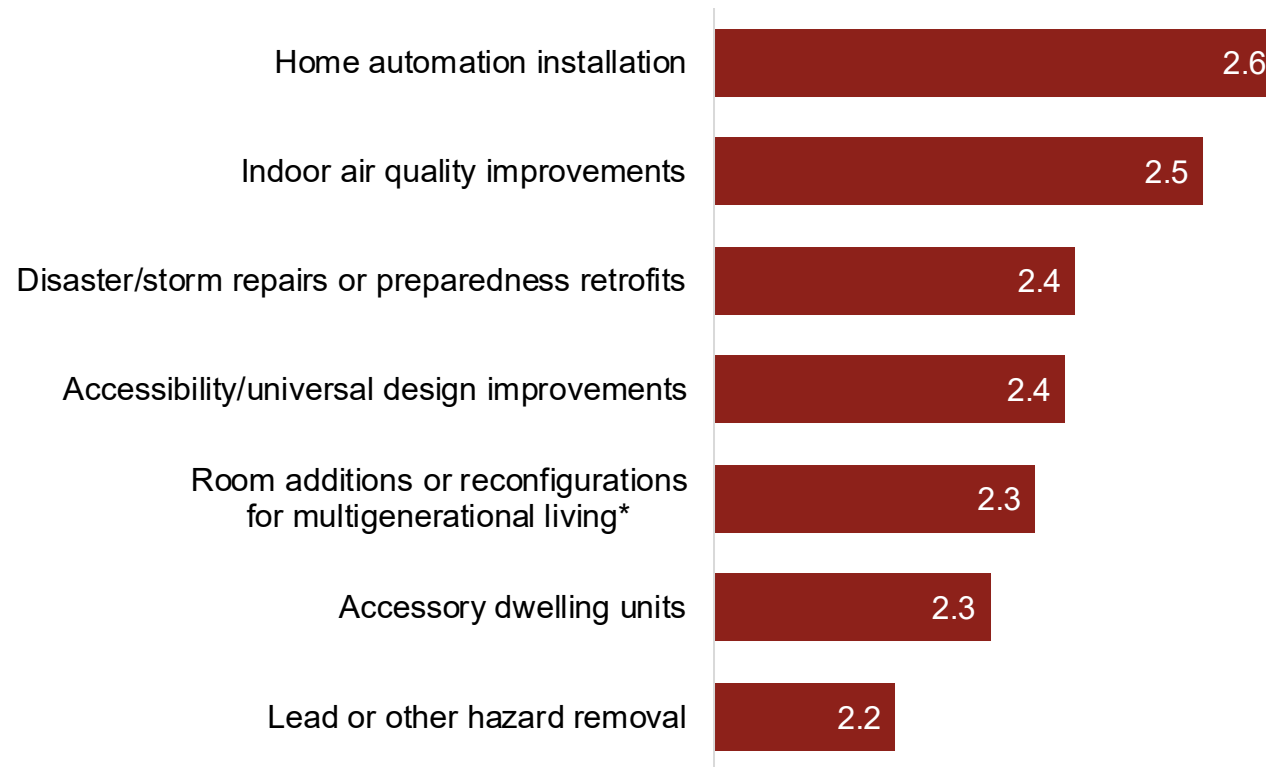 Home automation installation
2.6
Indoor air quality improvements
2.5
Disaster/storm repairs or preparedness retrofits
2.4
Accessibility/universal design improvements
2.4
Room additions or reconfigurations
for multigenerational living*
2.3
Accessory dwelling units
2.3
Lead or other hazard removal
2.2